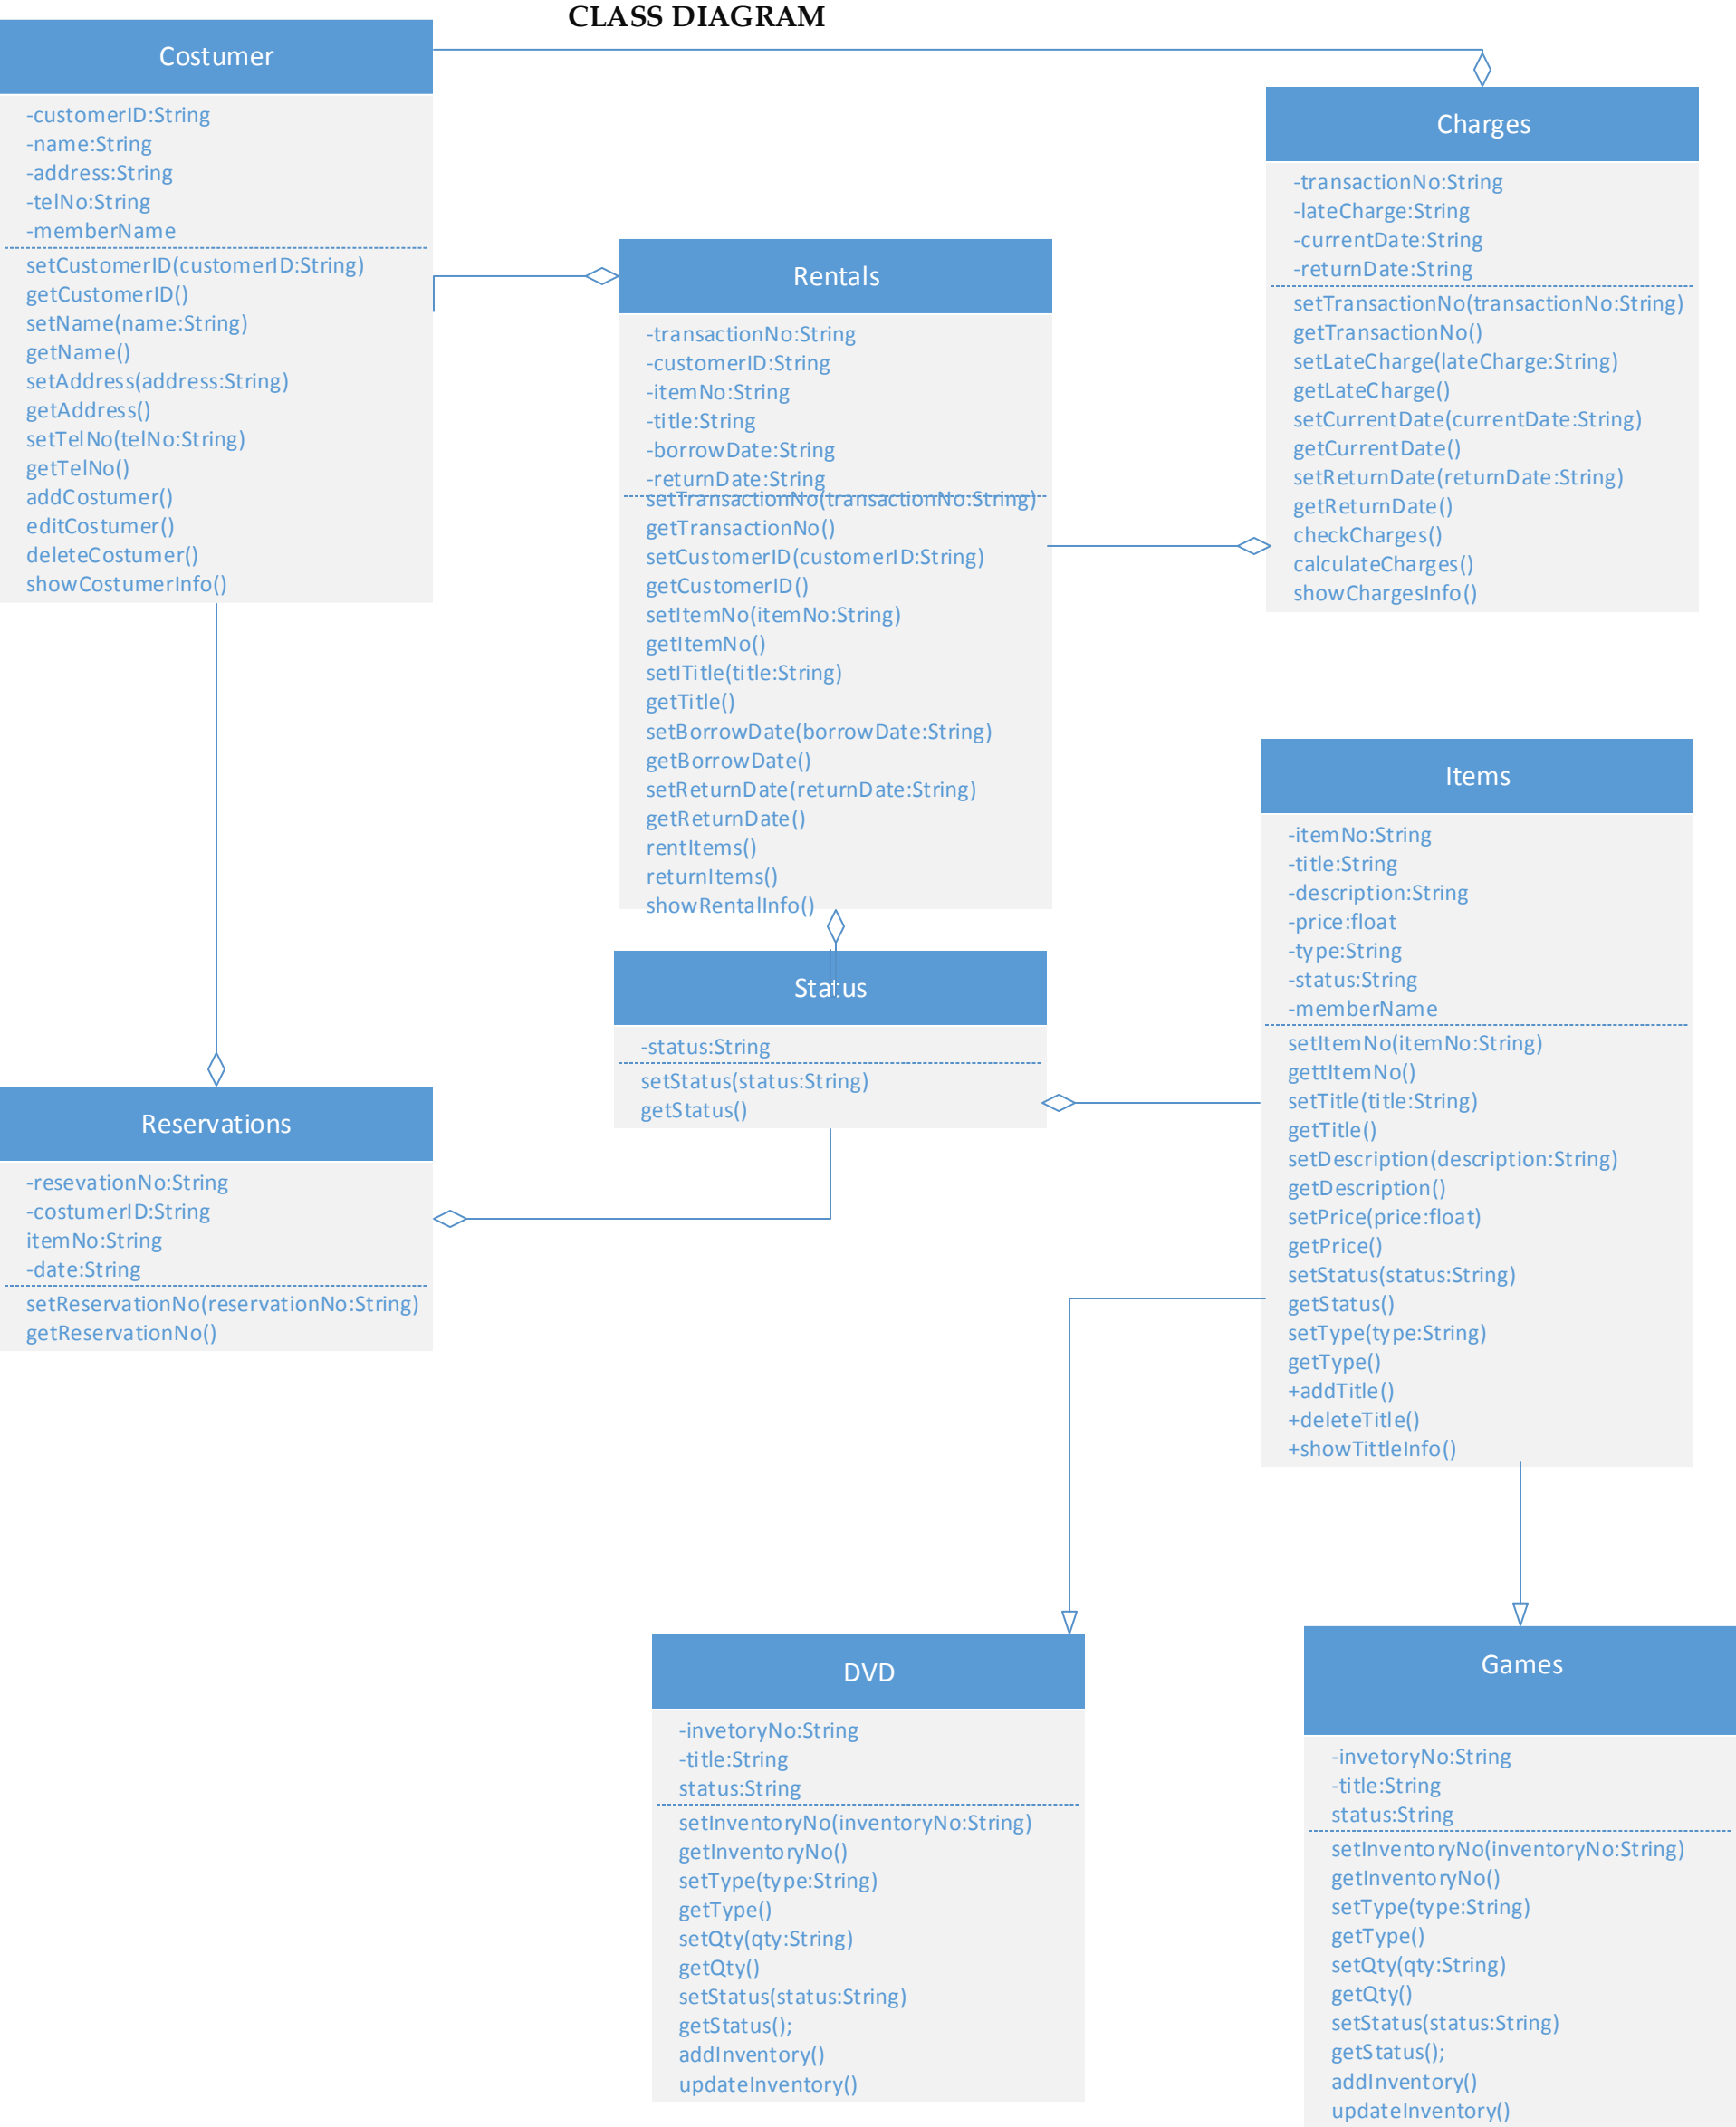 CLASS DIAGRAM
Costumer
-customerID:String
-name:String
-address:String
-telNo:String
-memberName
setCustomerID(customerID:String)
getCustomerID()
setName(name:String)
getName()
setAddress(address:String)
getAddress()
setTelNo(telNo:String)
getTelNo()
addCostumer()
editCostumer()
deleteCostumer()
showCostumerInfo()
Charges
-transactionNo:String
-lateCharge:String
-currentDate:String
-returnDate:String
setTransactionNo(transactionNo:String)
getTransactionNo()
setLateCharge(lateCharge:String)
getLateCharge()
setCurrentDate(currentDate:String)
getCurrentDate()
setReturnDate(returnDate:String)
getReturnDate()
checkCharges()
calculateCharges()
showChargesInfo()
Rentals
-transactionNo:String
-customerID:String
-itemNo:String
-title:String
-borrowDate:String
-returnDate:String
setTransactionNo(transactionNo:String)
getTransactionNo()
setCustomerID(customerID:String)
getCustomerID()
setItemNo(itemNo:String)
getItemNo()
setITitle(title:String)
getTitle()
setBorrowDate(borrowDate:String)
getBorrowDate()
setReturnDate(returnDate:String)
getReturnDate()
rentItems()
returnItems()
showRentalInfo()
Items
-itemNo:String
-title:String
-description:String
-price:float
-type:String
-status:String
-memberName
setItemNo(itemNo:String)
gettItemNo()
setTitle(title:String)
getTitle()
setDescription(description:String)
getDescription()
setPrice(price:float)
getPrice()
setStatus(status:String)
getStatus()
setType(type:String)
getType()
+addTitle()
+deleteTitle()
+showTittleInfo()
Status
-status:String
setStatus(status:String)
getStatus()
Reservations
-resevationNo:String
-costumerID:String
itemNo:String
-date:String
setReservationNo(reservationNo:String)
getReservationNo()
DVD
-invetoryNo:String
-title:String
status:String
setInventoryNo(inventoryNo:String)
getInventoryNo()
setType(type:String)
getType()
setQty(qty:String)
getQty()
setStatus(status:String)
getStatus();
addInventory()
updateInventory()
Games
-invetoryNo:String
-title:String
status:String
setInventoryNo(inventoryNo:String)
getInventoryNo()
setType(type:String)
getType()
setQty(qty:String)
getQty()
setStatus(status:String)
getStatus();
addInventory()
updateInventory()